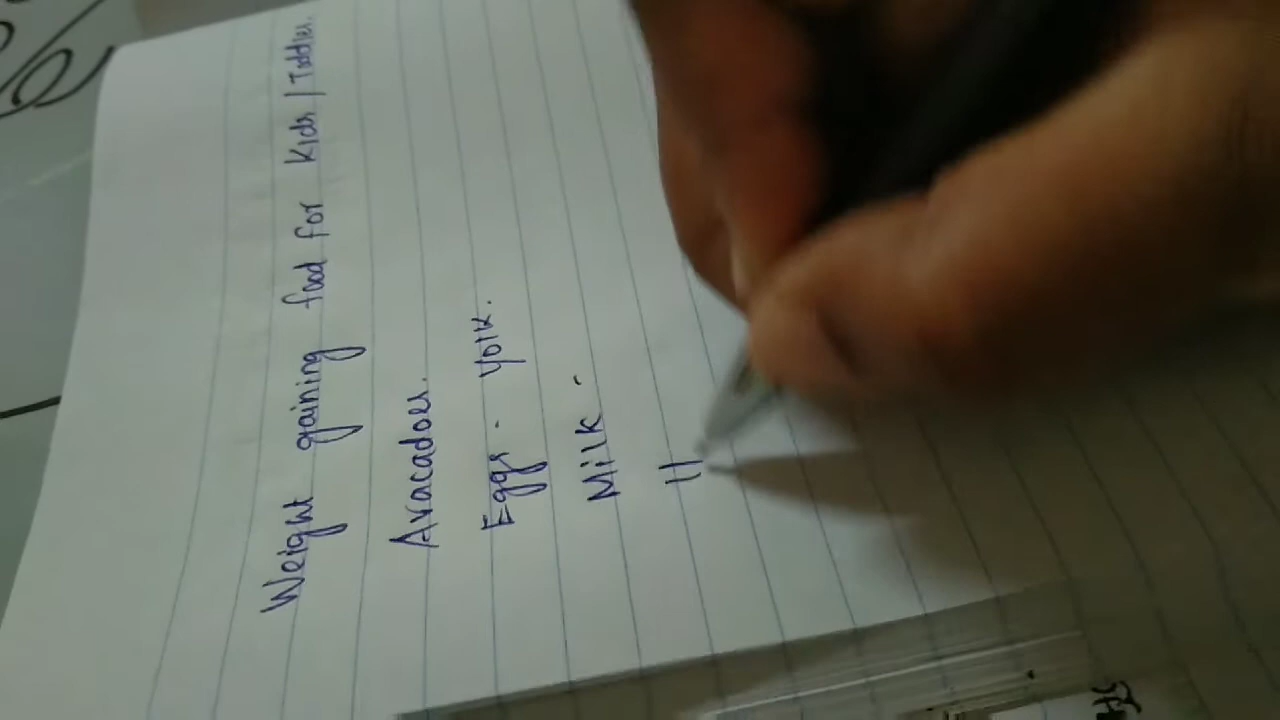 Weight gaining food for Kids / Toddler.
Avacadoes.
Eggs - yolk.
Milk -